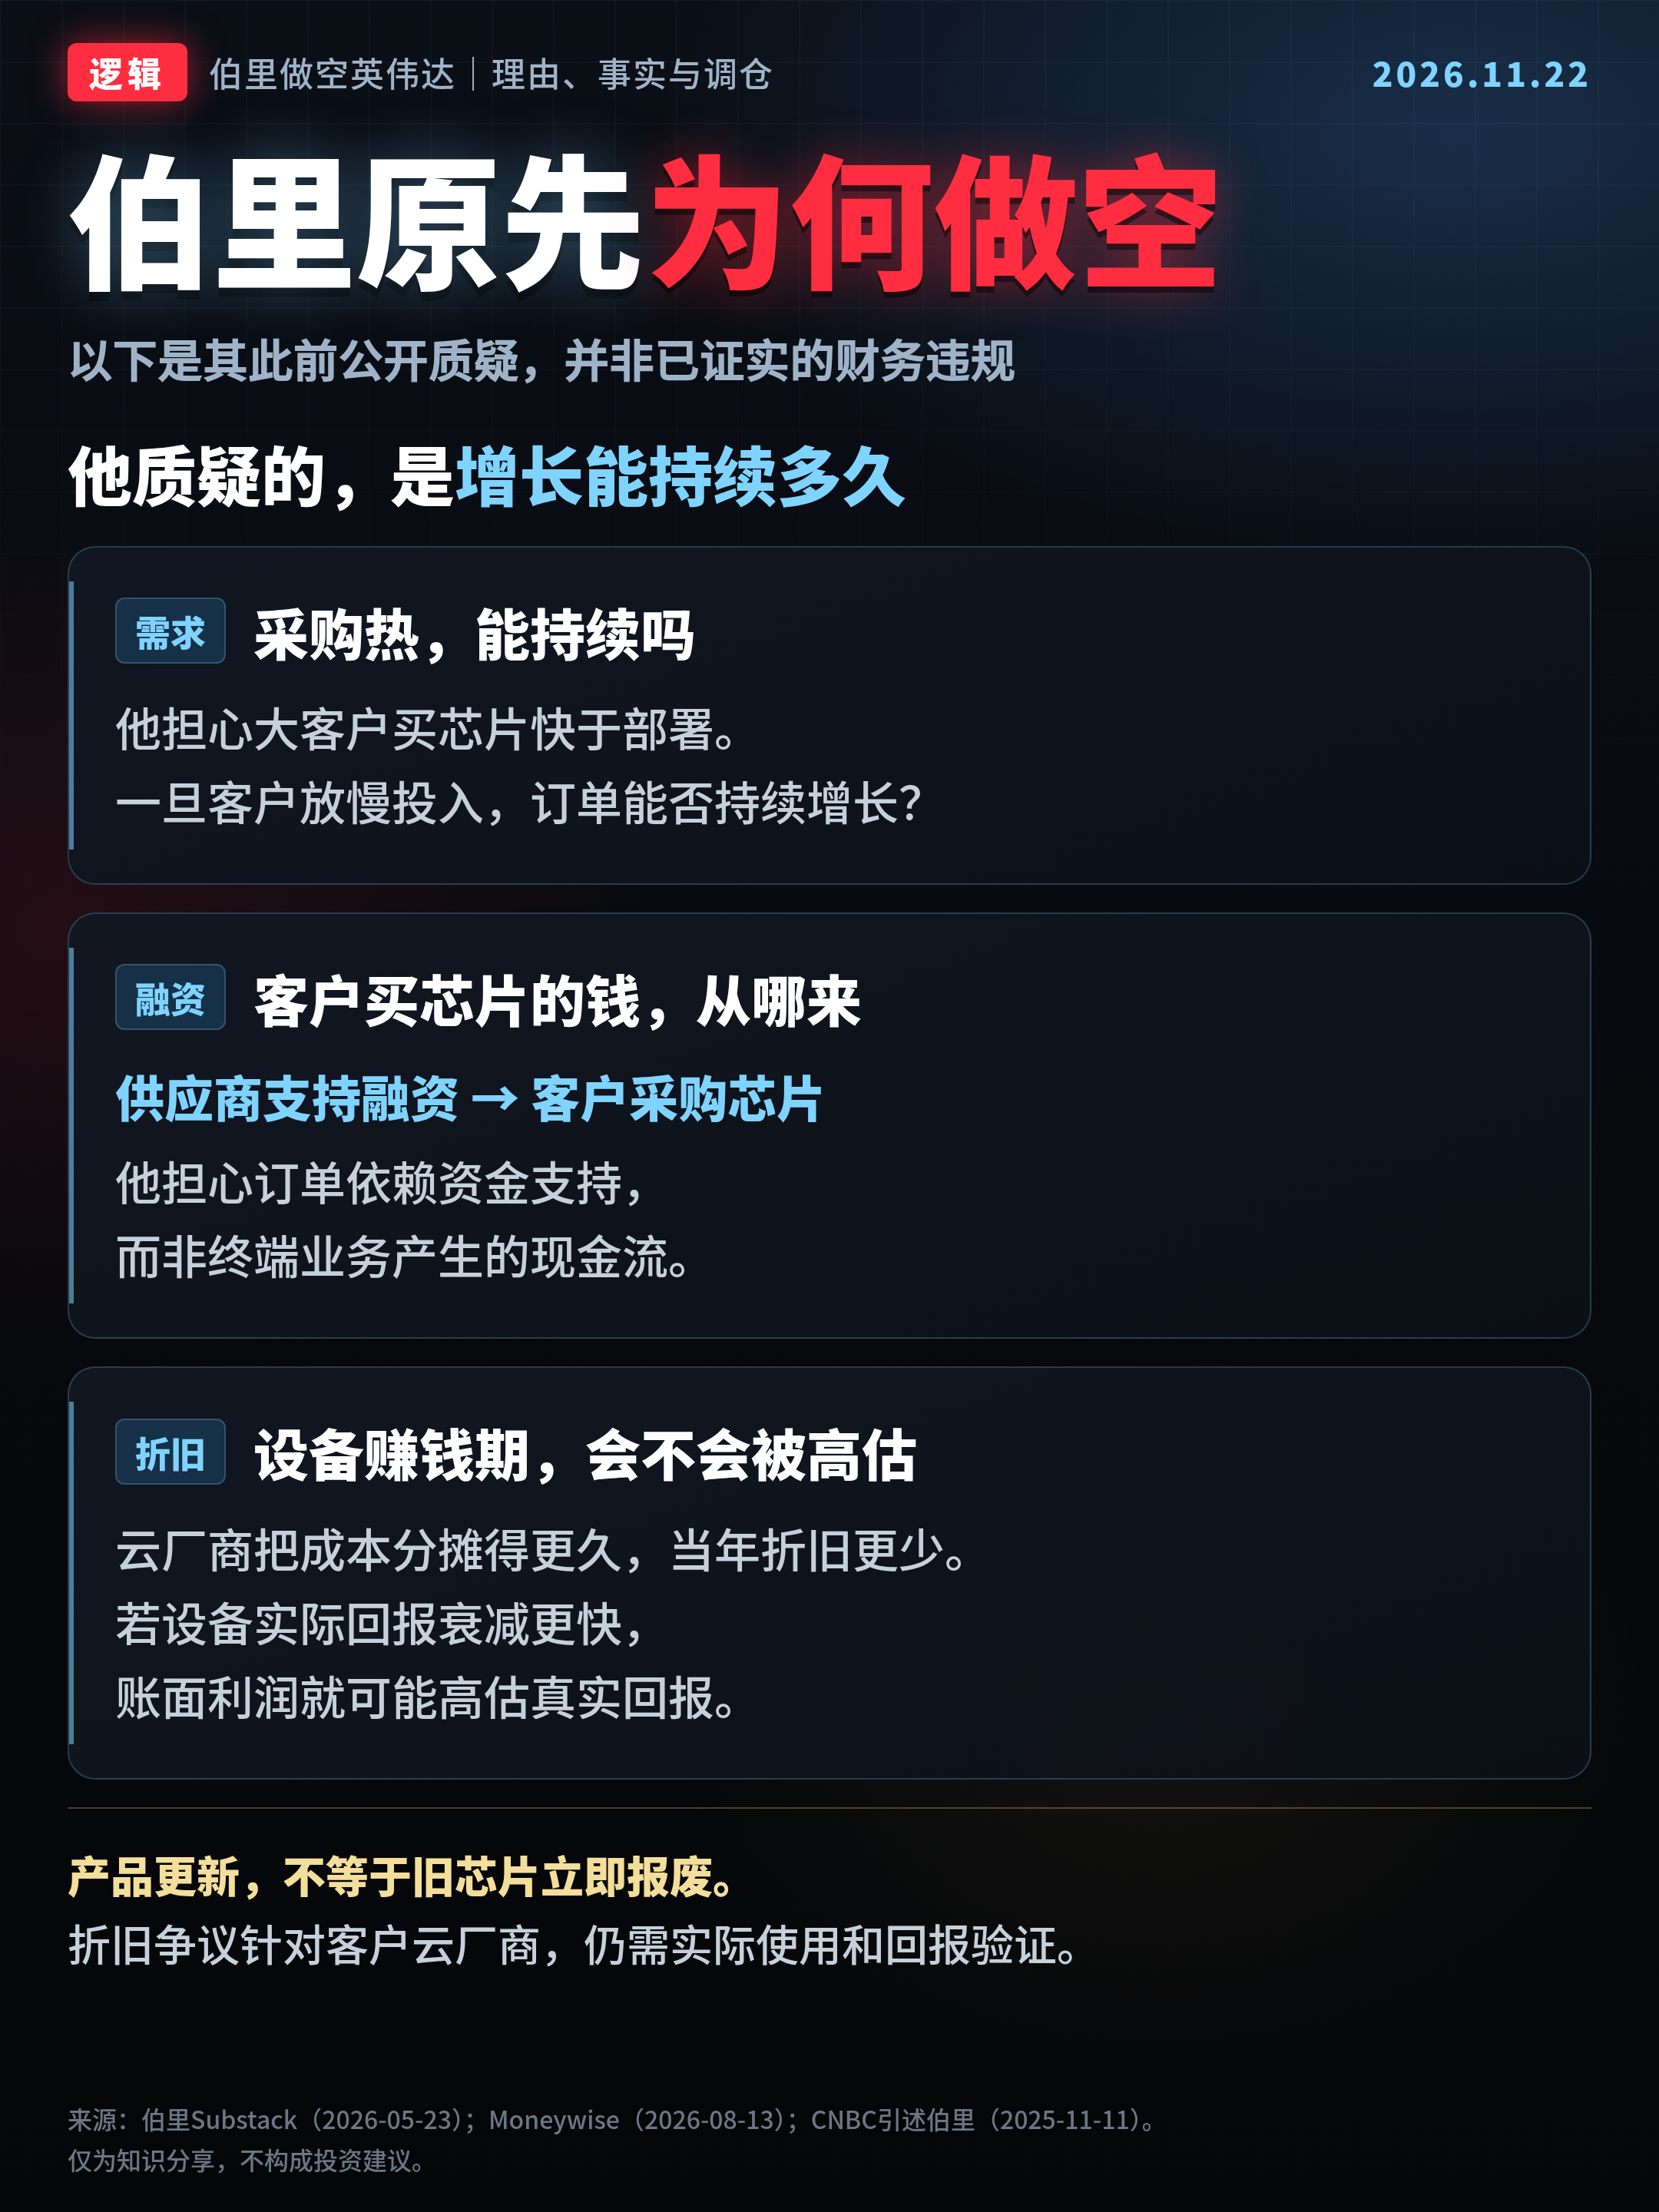 逻辑 伯里做空英伟达｜理由、事实与调仓 2026.11.22
伯里原先为何做空
以下是其此前公开质疑，并非已证实的财务违规
他质疑的，是增长能持续多久
需求 采购热，能持续吗
他担心大客户买芯片快于部署。
一旦客户放慢投入，订单能否持续增长？
融资 客户买芯片的钱，从哪来
供应商支持融资 → 客户采购芯片
他担心订单依赖资金支持，
而非终端业务产生的现金流。
折旧 设备赚钱期，会不会被高估
云厂商把成本分摊得更久，当年折旧更少。
若设备实际回报衰减更快，
账面利润就可能高估真实回报。
产品更新，不等于旧芯片立即报废。
折旧争议针对客户云厂商，仍需实际使用和回报验证。
来源：伯里Substack（2026-05-23）；Moneywise（2026-08-13）；CNBC引述伯里（2025-11-11）。
仅为知识分享，不构成投资建议。